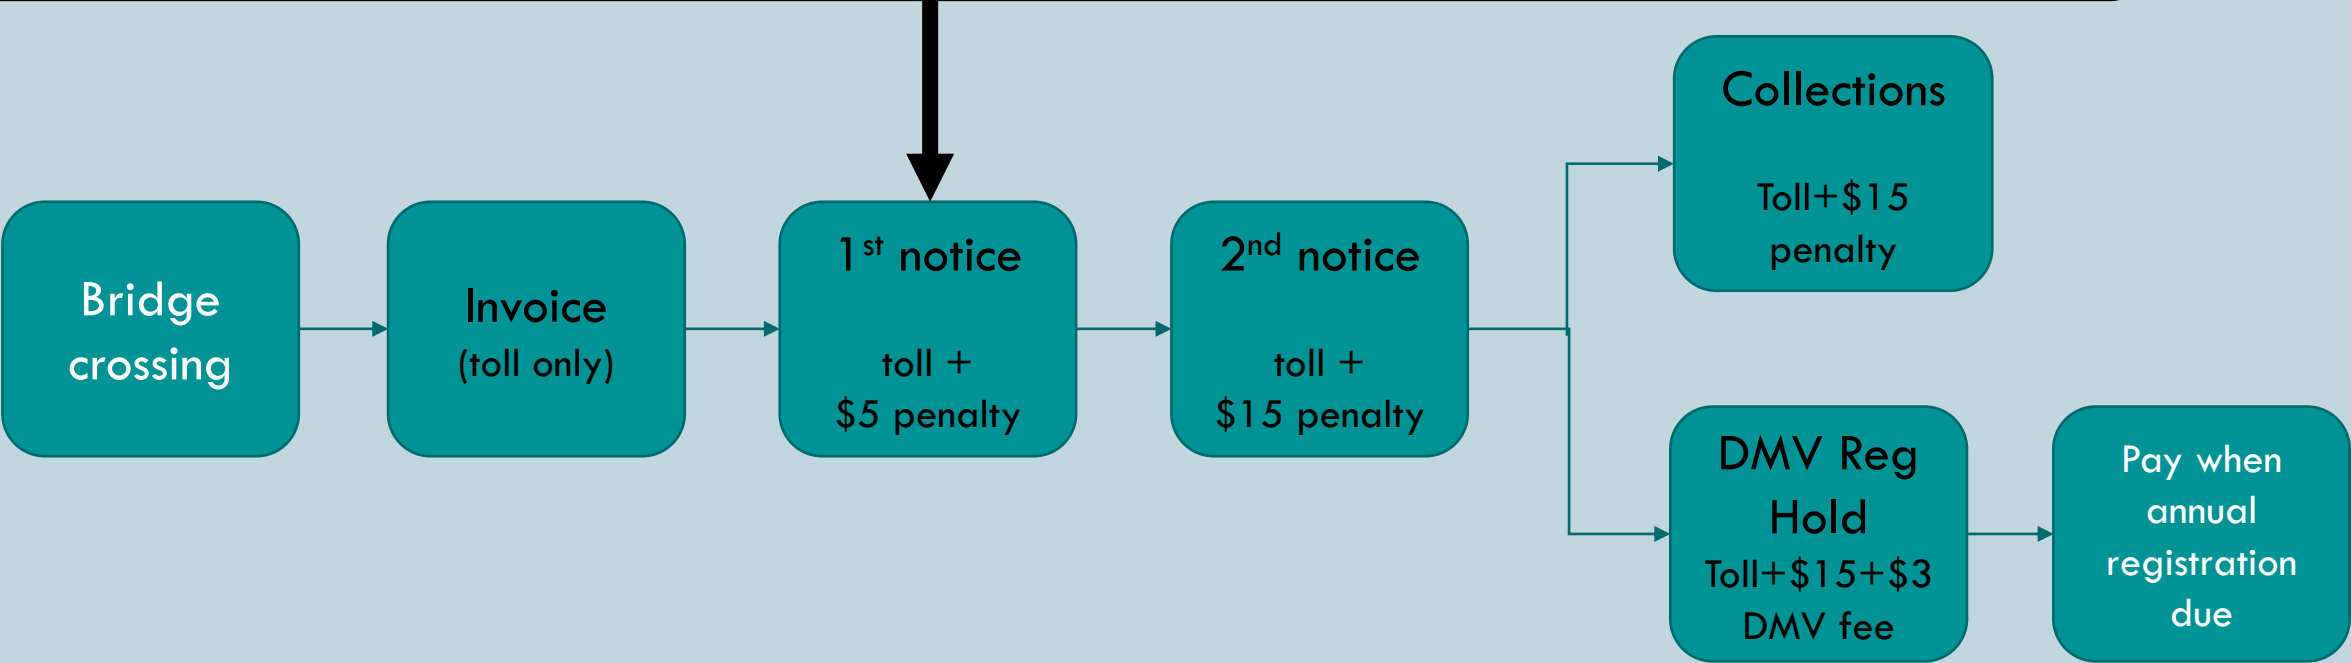 Bridge
crossing
Invoice
(toll only)
1st notice
toll +
$5 penalty
2nd notice
toll +
$15 penalty
Collections
Toll+$15
penalty
DMV Reg
Hold
Toll+$15+$3
DMV fee
Pay when
annual
registration
due